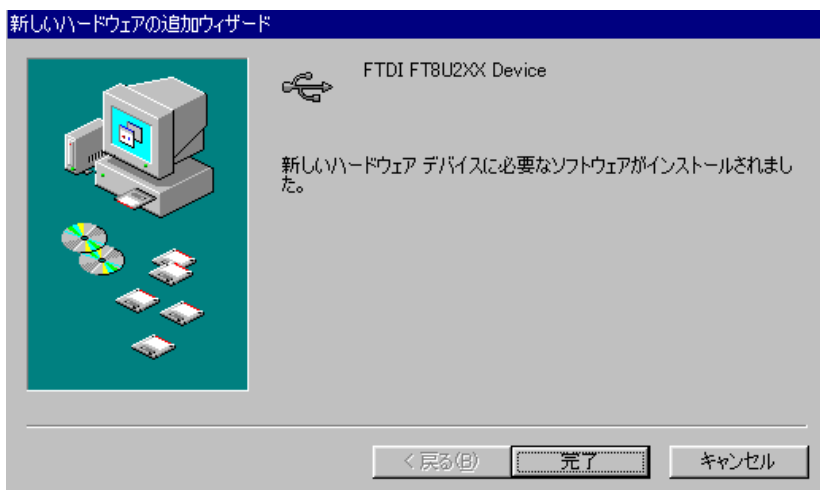 新しいハードウェアの追加ウィザード
FTDI FT8U2XX Device
新しいハードウェア デバイスに必要なソフトウェアがインストールされまし
た。
< 戻る(B)
完了
キャンセル